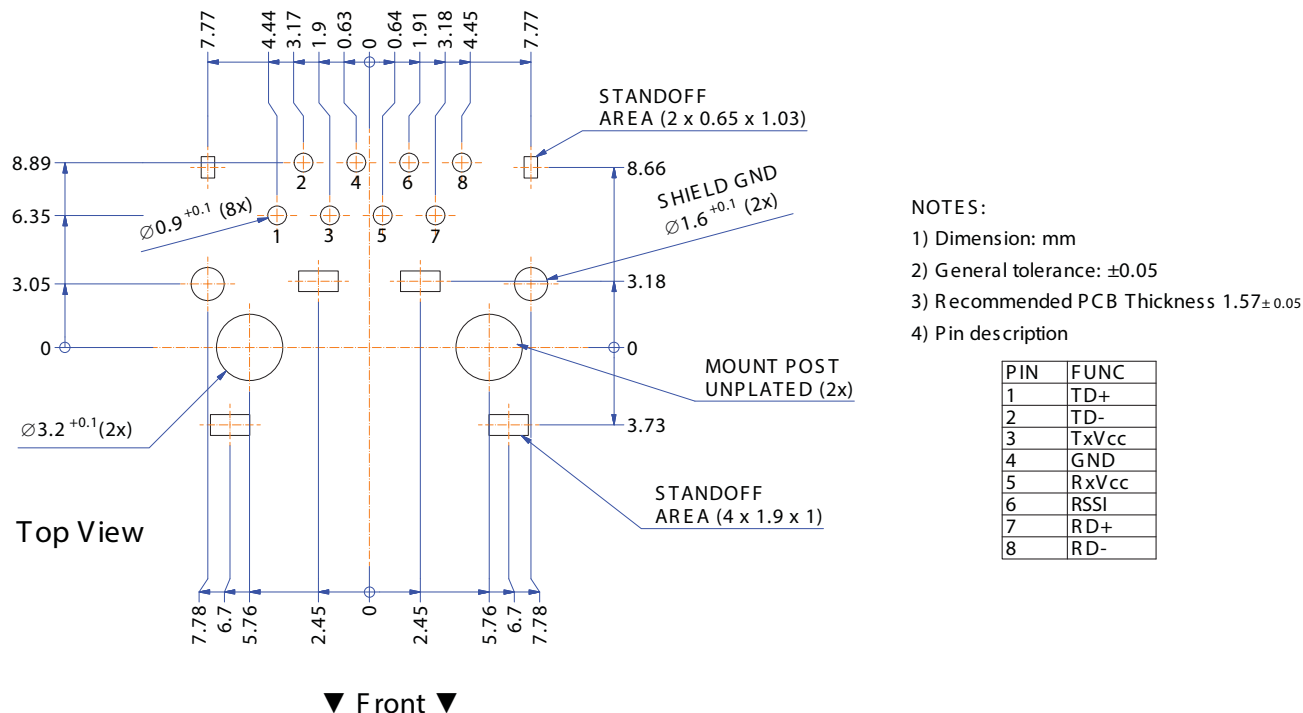 7.77
4.44
3.17
1.9
0.63
0
0.64
1.91
3.18
4.45
7.77
STANDOFF
AREA (2 x 0.65 x 1.03)
8.89
8.66
2
4
6
8
SHIELD GND
∅1.6 +0.1 (2x)
∅0.9 +0.1 (8x)
6.35
1
3
5
7
3.05
3.18
0
0
MOUNT POST
UNPLATED (2x)
∅3.2 +0.1(2x)
3.73
STANDOFF
AREA (4 x 1.9 x 1)
Top View
7.78
6.7
5.76
2.45
0
2.45
5.76
6.7
7.78
▼ Front ▼
NOTES:
1) Dimension: mm
2) General tolerance: ±0.05
3) Recommended PCB Thickness 1.57± 0.05
4) Pin description
PIN FUNC
1 TD+
2 TD-
3 TxVcc
4 GND
5 RxVcc
6 RSSI
7 RD+
8 RD-